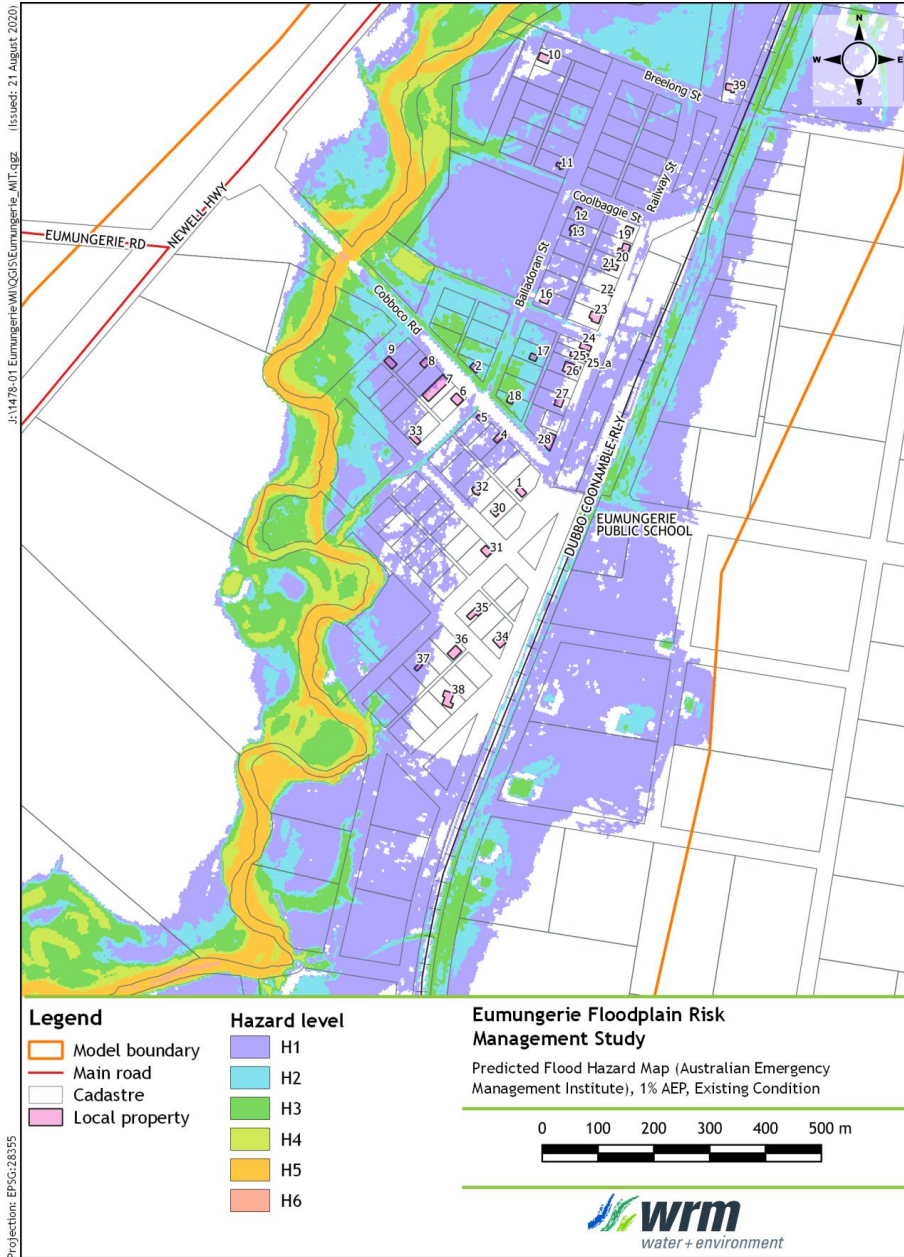 J:\1478-01 Eumungerie\WI\QGIS\Eumungerie_MIT.qgz (Issued: 21 August 2020)
N
W
E
S
10
Breelong St
39
NEWELL-HWY
EUMUNGERIE-RD
11
Railway St
Coolbaggie St
12
13
19
20
21
Balladoran St
22
16
23
Cobboco Rd
24
9
8
2
17
25
25_a
26
7
6
18
27
5
4
28
33
DUBBO-COONAMBLE-RLY
32
1
30
EUMUNGERIE
PUBLIC SCHOOL
31
35
36
34
37
38
Legend
Model boundary
Main road
Cadastre
Local property
Hazard level
H1
H2
H3
H4
H5
H6
Eumungerie Floodplain Risk
Management Study
Predicted Flood Hazard Map (Australian Emergency
Management Institute), 1% AEP, Existing Condition
0 100 200 300 400 500 m
wrm
water + environment
Projection: EPSG:28355